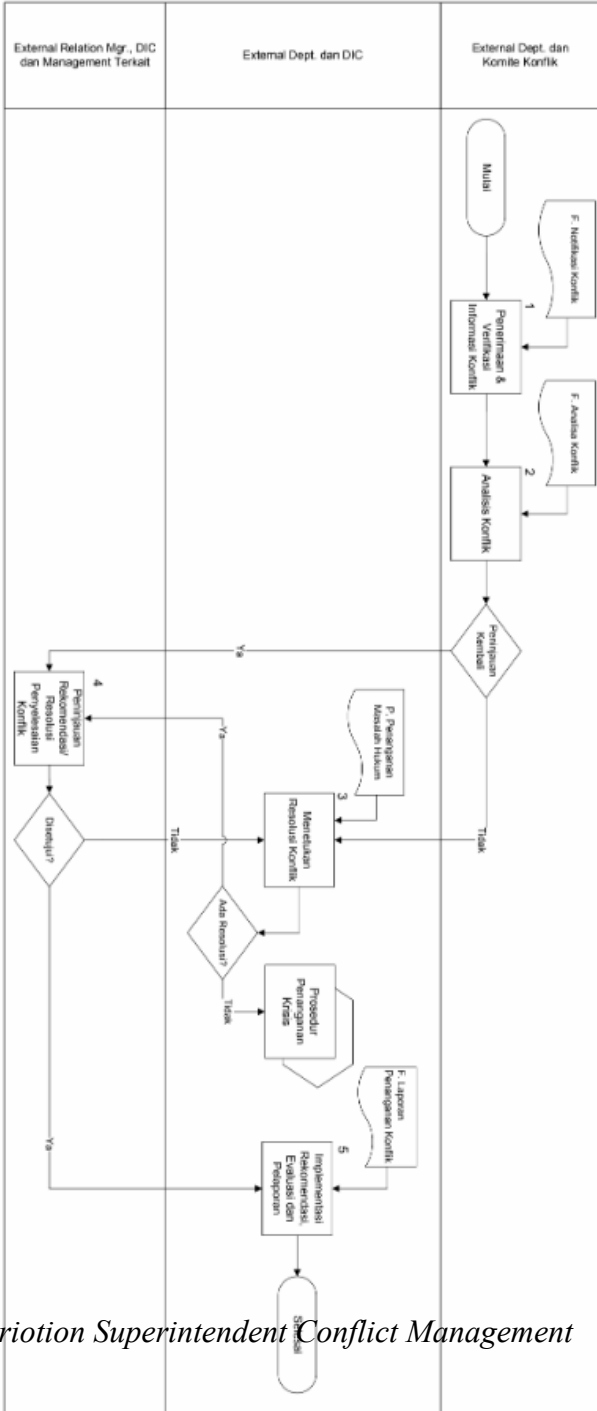 External Relation Mgr., DIC
dan Management Terkait
External Dept. dan DIC
External Dept. dan
Komite Konflik
Mulai
F. Notifikasi Konflik
1
Penerimaan &
Verifikasi
Informasi Konflik
F. Analisa Konflik
2
Analisis Konflik
Peninjauan
Kembali
Ya
Tidak
4
Peninjauan
Rekomendasi/
Resolusi
Penyelesaian
Konflik
Disetujui?
Tidak
Ya
P. Penanganan
Masalah Hukum
3
Menetukan
Resolusi Konflik
Ada Resolusi?
Ya
Tidak
Prosedur
Penanganan
Krisis
F. Laporan
Penanganan Konflik
5
Implementasi
Rekomendasi,
Evaluasi dan
Pelaporan
Selesai
riotion Superintendent Conflict Management